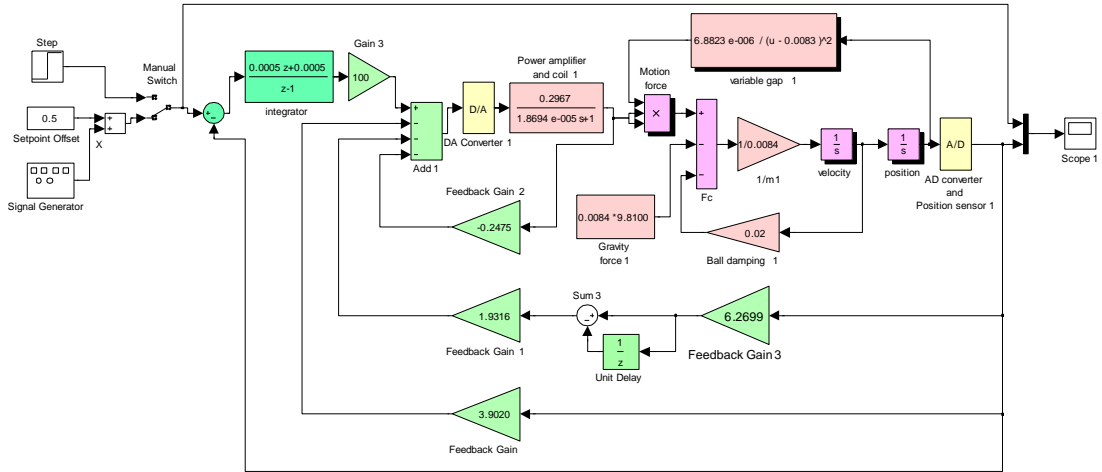 Step
Manual
Switch
0.5
Setpoint Offset
X
Signal Generator
0.0005 z+0.0005
z-1
integrator
Gain 3
100
Add 1
D/A
DA Converter 1
Power amplifier
and coil 1
0.2967
1.8694 e-005 s+1
Motion
force
×
6.8823 e-006 / (u - 0.0083 )^2
variable gap 1
Fc
1/0.0084
1/m 1
1
s
velocity
1
s
position
A/D
AD converter
and
Position sensor 1
Scope 1
Feedback Gain 2
-0.2475
0.0084 *9.8100
Gravity
force 1
0.02
Ball damping 1
1.9316
Feedback Gain 1
Sum 3
1
z
Unit Delay
6.2699
Feedback Gain 3
3.9020
Feedback Gain